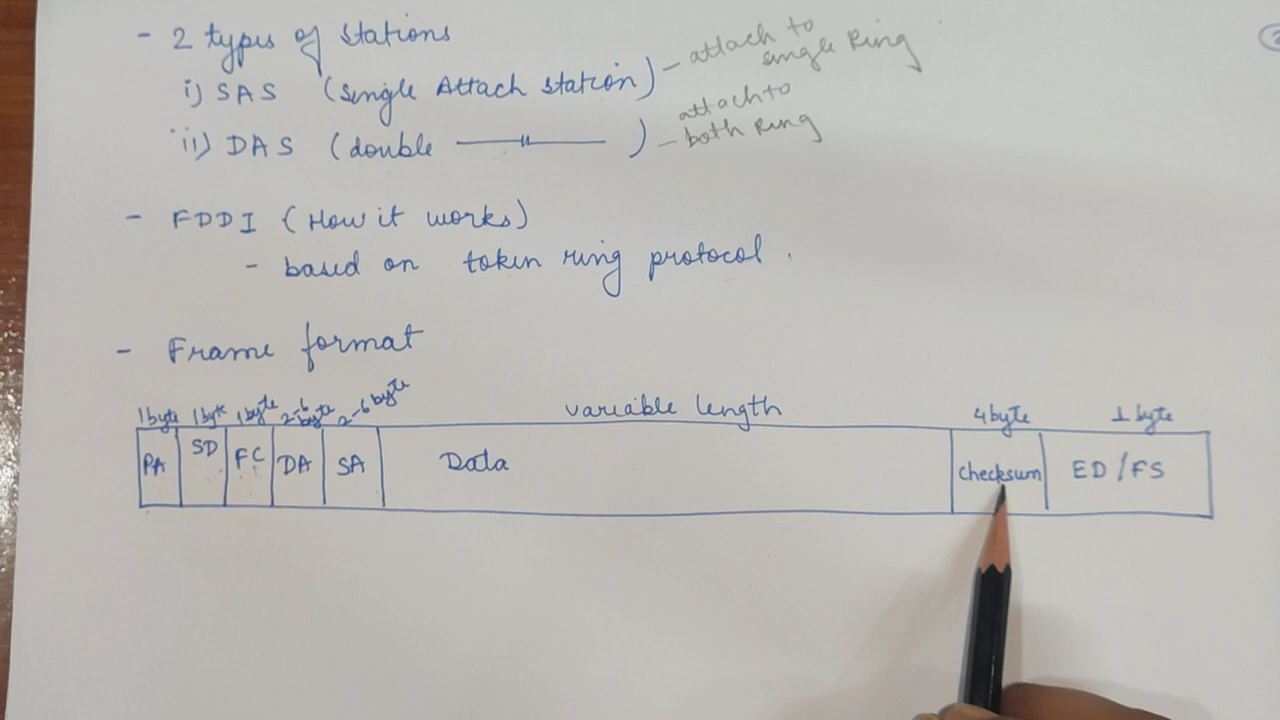 - 2 types of stations
i) SAS (Single Attach station) - attach to single Ring
ii) DAS (double —〃— ) - attach to both Ring
- FDDI (How it works)
- based on token ring protocol.
- Frame format
1 byte 1 byte 1 byte 2-6 byte 2-6 byte variable length 4 byte 1 byte
PA SD FC DA SA Data checksum ED/FS